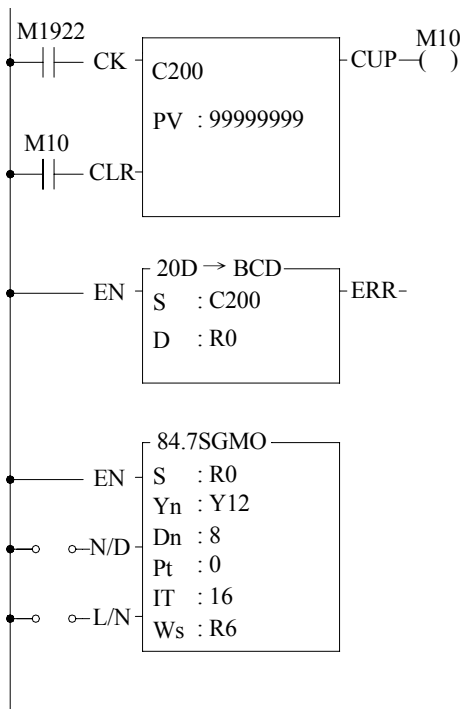 M1922
CK
C200
CUP
M10
( )
PV : 99999999
M10
CLR
20D → BCD
EN
S : C200
ERR
D : R0
84.7SGMO
EN
S : R0
Yn : Y12
N/D
Dn : 8
Pt : 0
IT : 16
L/N
Ws : R6